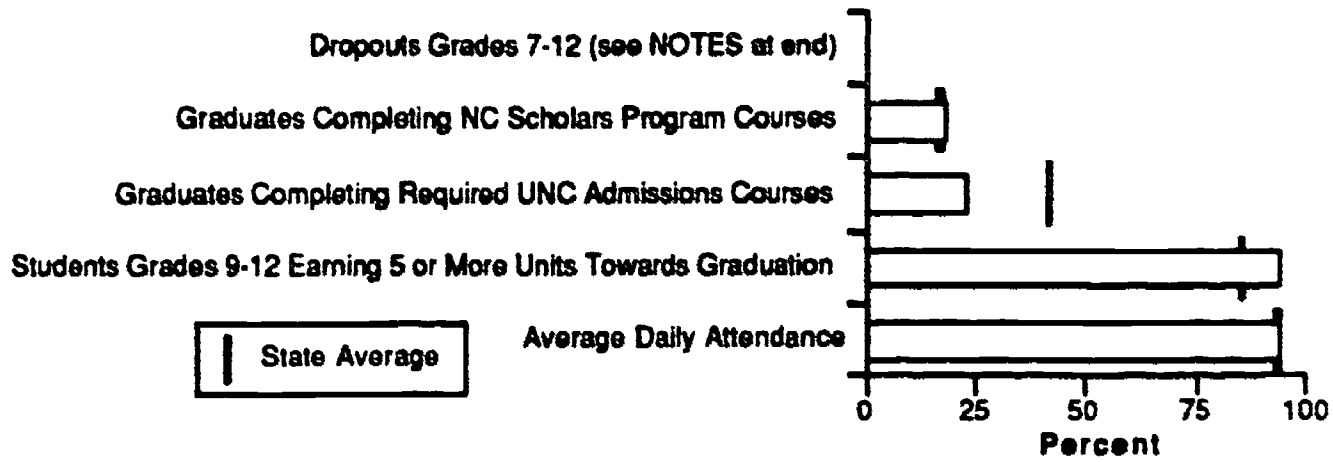 Dropouts Grades 7-12 (see NOTES at end)
Graduates Completing NC Scholars Program Courses
Graduates Completing Required UNC Admissions Courses
Students Grades 9-12 Earning 5 or More Units Towards Graduation
Average Daily Attendance
State Average
0 25 50 75 100
Percent